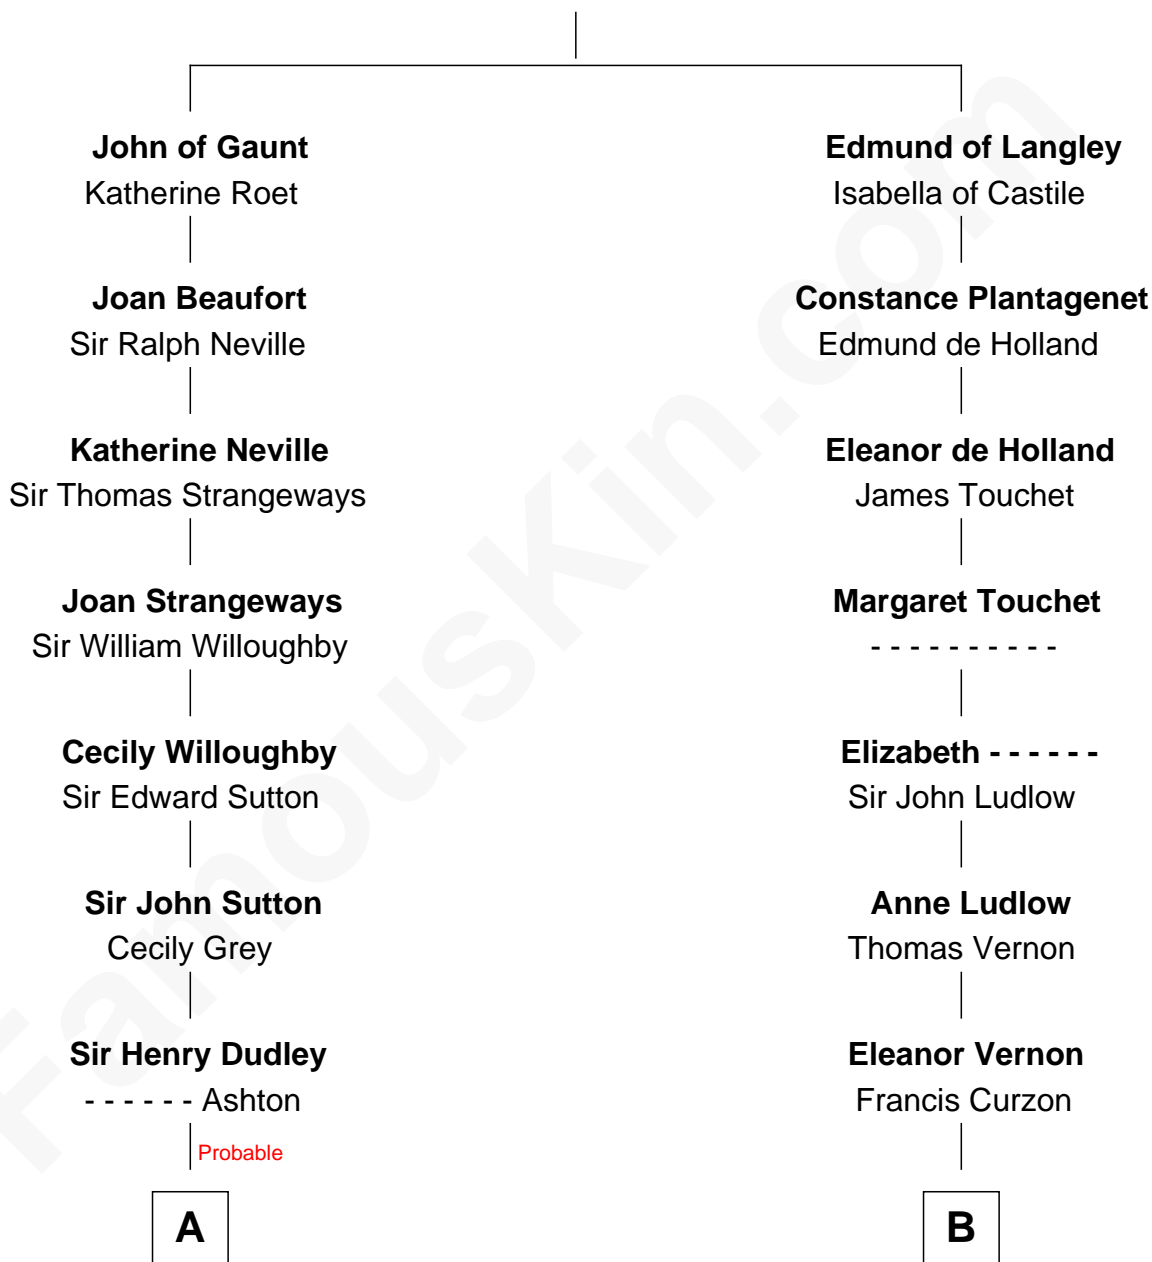 John of Gaunt
Katherine Roet
Edmund of Langley
Isabella of Castile
Joan Beaufort
Sir Ralph Neville
Constance Plantagenet
Edmund de Holland
Katherine Neville
Sir Thomas Strangeways
Eleanor de Holland
James Touchet
Joan Strangeways
Sir William Willoughby
Margaret Touchet
- - - - - - - - - -
Cecily Willoughby
Sir Edward Sutton
Elizabeth - - - - - -
Sir John Ludlow
Sir John Sutton
Cecily Grey
Anne Ludlow
Thomas Vernon
Sir Henry Dudley
- - - - - - Ashton
Eleanor Vernon
Francis Curzon
Probable
A
B
FamousKin.com